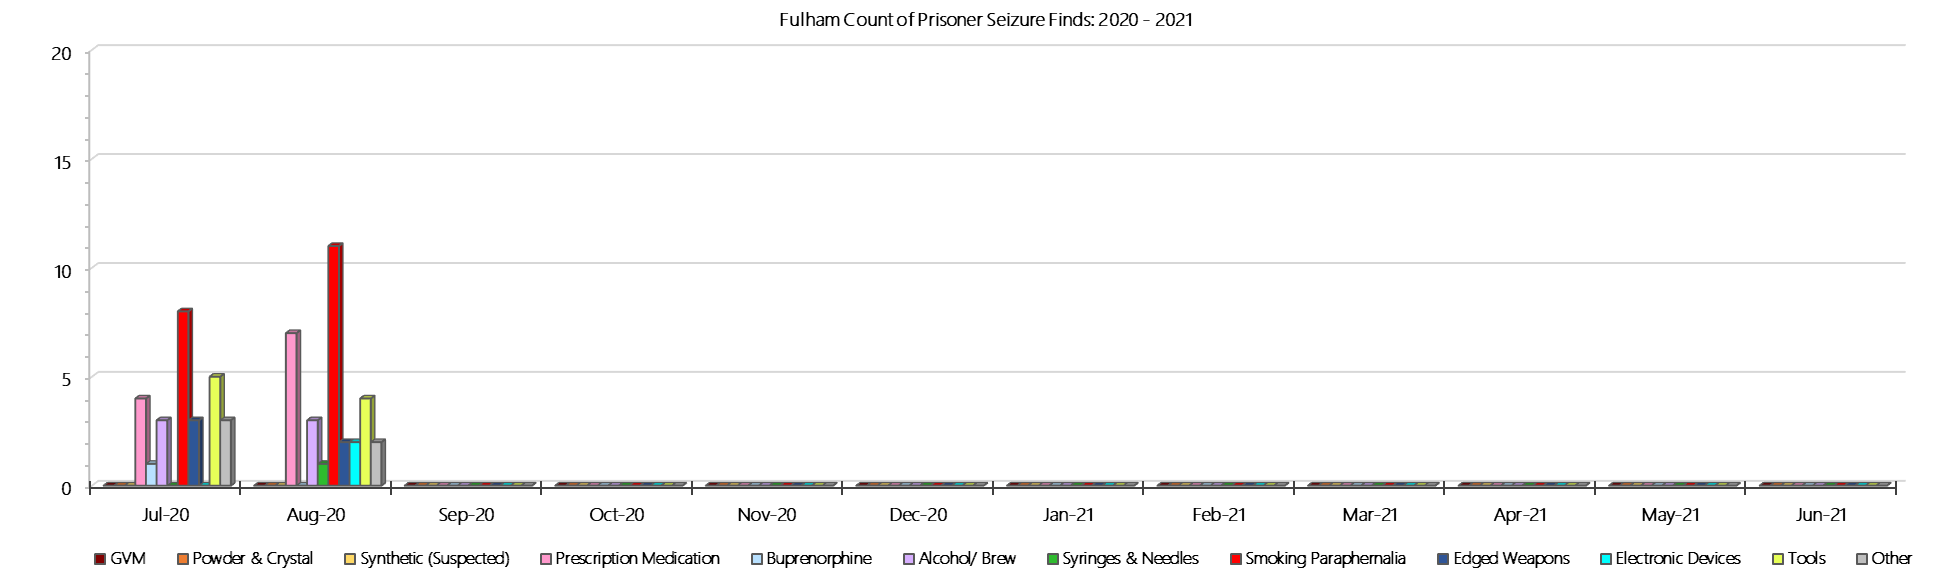 Fulham Count of Prisoner Seizure Finds: 2020 - 2021
20
15
10
5
0
Jul-20 Aug-20 Sep-20 Oct-20 Nov-20 Dec-20 Jan-21 Feb-21 Mar-21 Apr-21 May-21 Jun-21
GVM Powder & Crystal Synthetic (Suspected) Prescription Medication Buprenorphine Alcohol/ Brew Syringes & Needles Smoking Paraphernalia Edged Weapons Electronic Devices Tools Other